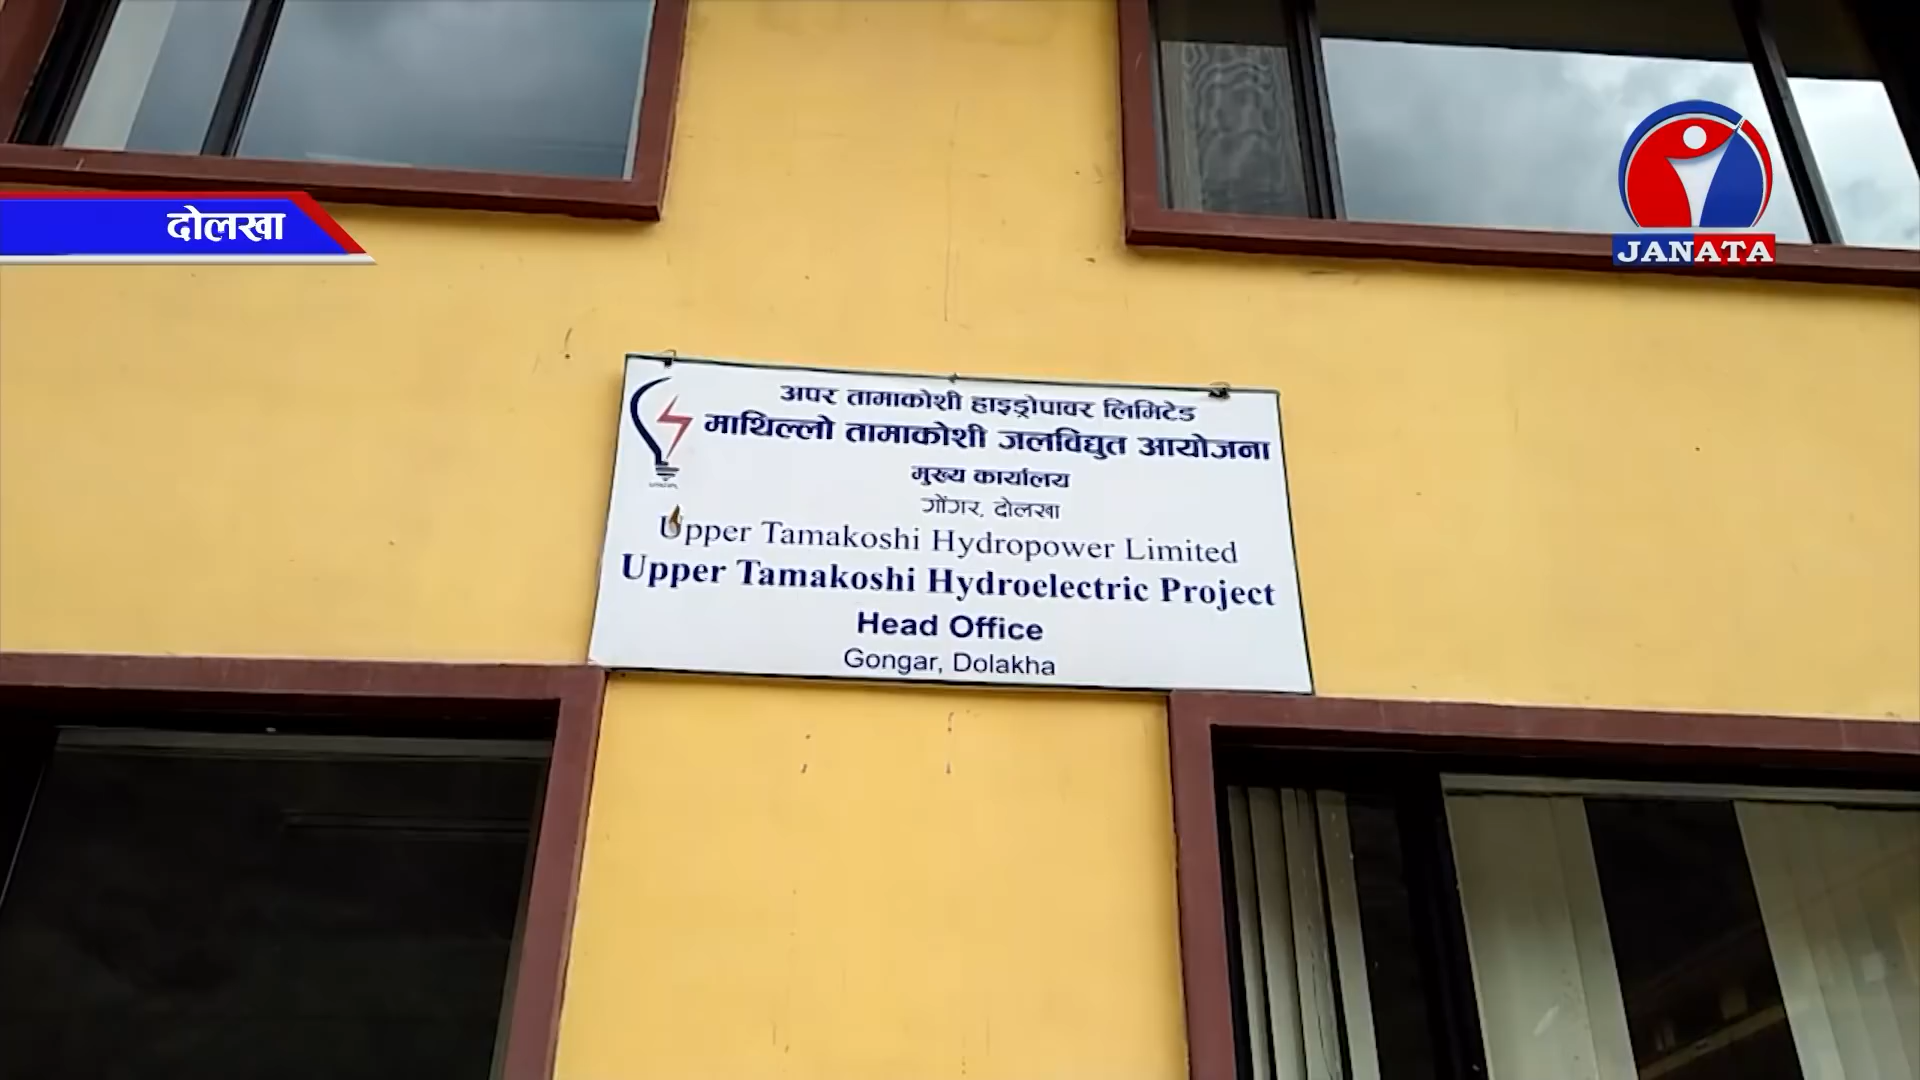 दोलखा
JANATA
अपर तामाकोशी हाइड्रोपावर लिमिटेड
माथिल्लो तामाकोशी जलविद्युत आयोजना
मुख्य कार्यालय
गोंगर, दोलखा
Upper Tamakoshi Hydropower Limited
Upper Tamakoshi Hydroelectric Project
Head Office
Gongar, Dolakha